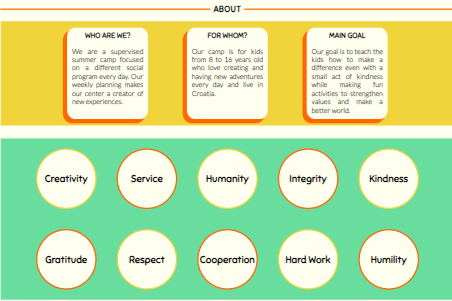 ABOUT
WHO ARE WE?
We are a supervised
summer camp focused
on a different social
program every day. Our
weekly planning makes
our center a creator of
new experiences.
FOR WHOM?
Our camp is for kids
from 8 to 16 years old
who love creating and
having new adventures
every day and live in
Croatia.
MAIN GOAL
Our goal is to teach the
kids how to make a
difference even with a
small act of kindness
while making fun
activities to strengthen
values and make a
better world.
Creativity
Service
Humanity
Integrity
Kindness
Gratitude
Respect
Cooperation
Hard Work
Humility